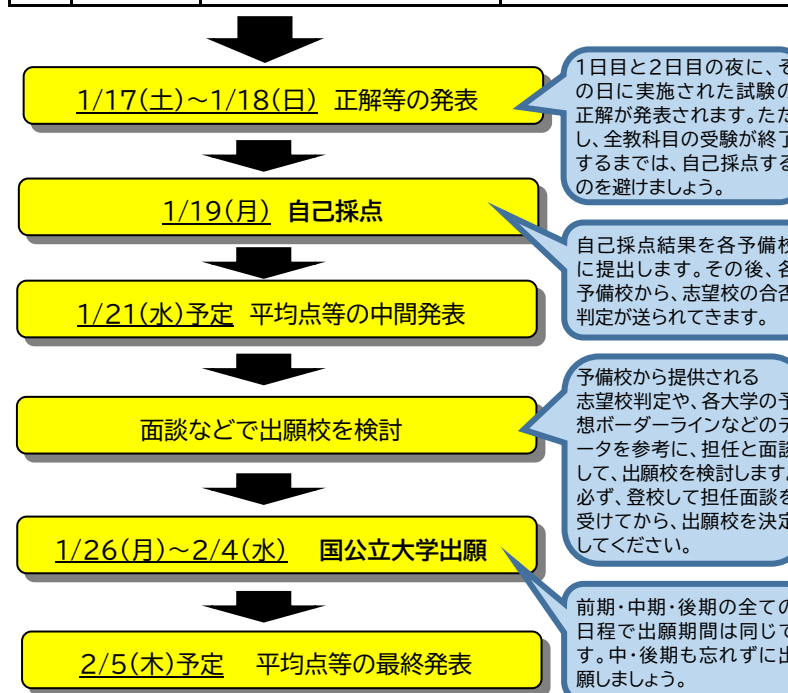 1/17(土)～1/18(日) 正解等の発表
1日目と2日目の夜に、そ
の日に実施された試験の
正解が発表されます。ただ
し、全教科目の受験が終了
するまでは、自己採点する
のを避けましょう。
1/19(月) 自己採点
自己採点結果を各予備校
に提出します。その後、各
予備校から、志望校の合否
判定が送られてきます。
1/21(水)予定 平均点等の中間発表
面談などで出願校を検討
予備校から提供される
志望校判定や、各大学の予
想ボーダーラインなどのデ
ータを参考に、担任と面談
して、出願校を検討します。
必ず、登校して担任面談を
受けてから、出願校を決定
してください。
1/26(月)～2/4(水) 国公立大学出願
前期・中期・後期の全ての
日程で出願期間は同じで
す。中・後期も忘れずに出
願しましょう。
2/5(木)予定 平均点等の最終発表